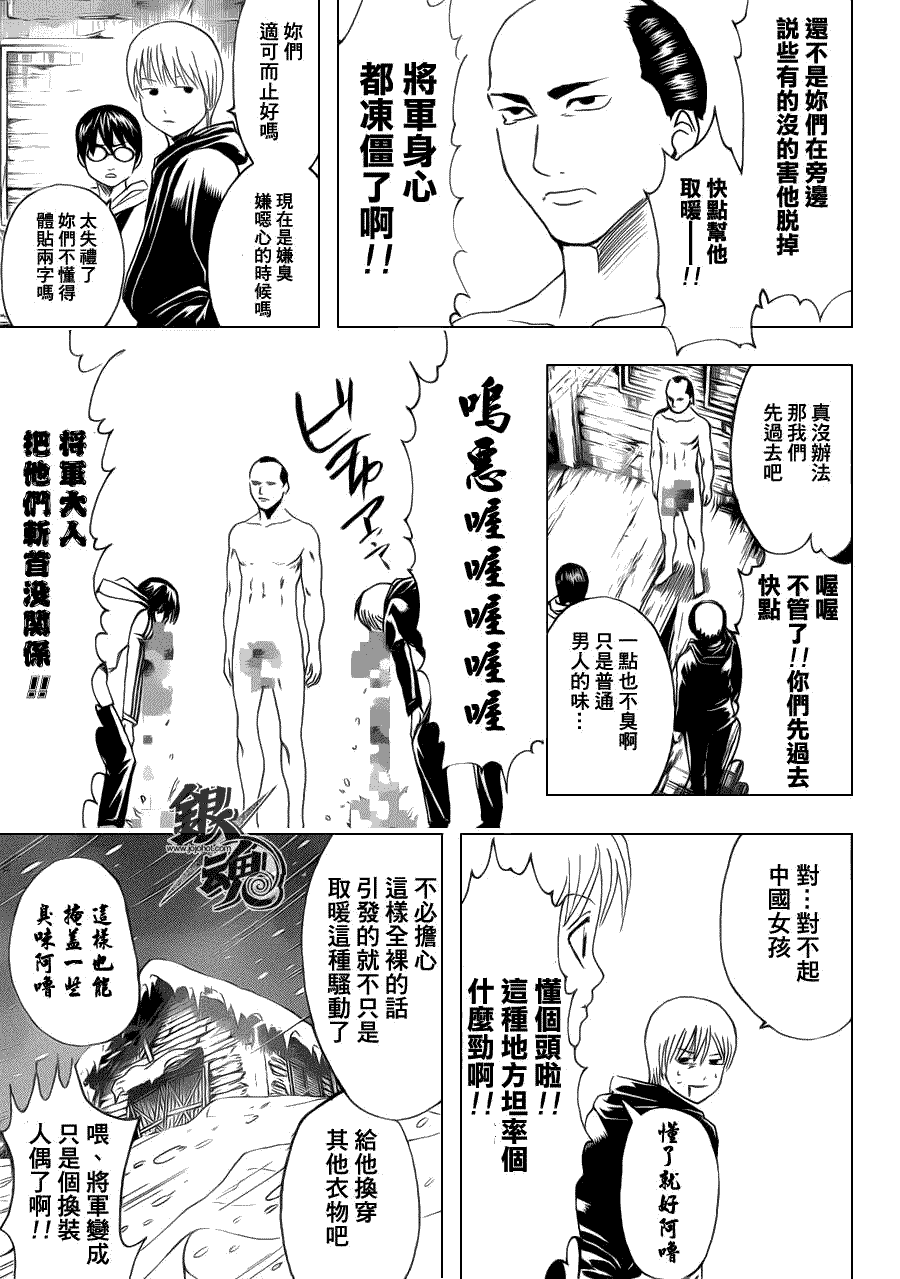 還不是妳們在旁邊
説些有的沒的害他脱掉
快點幫他
取暖──!!
將軍身心
都凍僵了啊!!
妳們
適可而止好嗎
現在是嫌臭
嫌噁心的時候嗎
太失禮了
妳們不懂得
體貼兩字嗎
真沒辦法
那我們
先過去吧
喔喔
不管了!!你們先過去
快點
一點也不臭啊
只是普通
男人的味…
嗚惡喔喔喔喔喔
ビチャアン
将軍大人
把他們斬首没關係!!
對…對不起
中國女孩
懂了就好阿嚕
懂個頭啦!!
這種地方坦率個
什麼勁啊!!
不必擔心
這樣全裸的話
引發的就不只是
取暖這種騷動了
給他換穿
其他衣物吧
這樣也能
掩盖一些
臭味阿嚕
喂、將軍變成
只是個換裝
人偶了啊!!
銀魂
www.jojohot.com